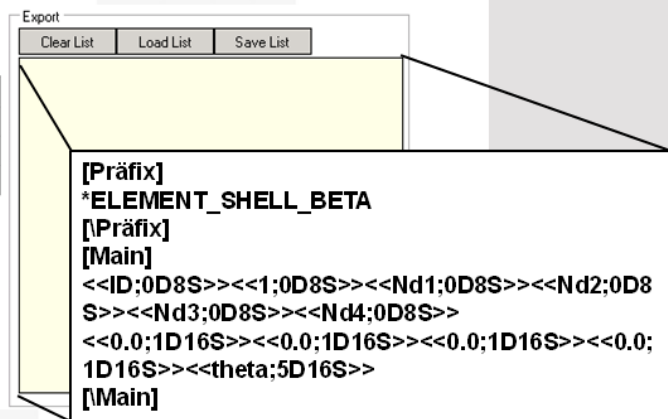 Export
Clear List Load List Save List
[Präfix]
*ELEMENT_SHELL_BETA
[\Präfix]
[Main]
<<ID;0D8S>><<1;0D8S>><<Nd1;0D8S>><<Nd2;0D8
S>><<Nd3;0D8S>><<Nd4;0D8S>>
<<0.0;1D16S>><<0.0;1D16S>><<0.0;1D16S>><<0.0;
1D16S>><<theta;5D16S>>
[\Main]